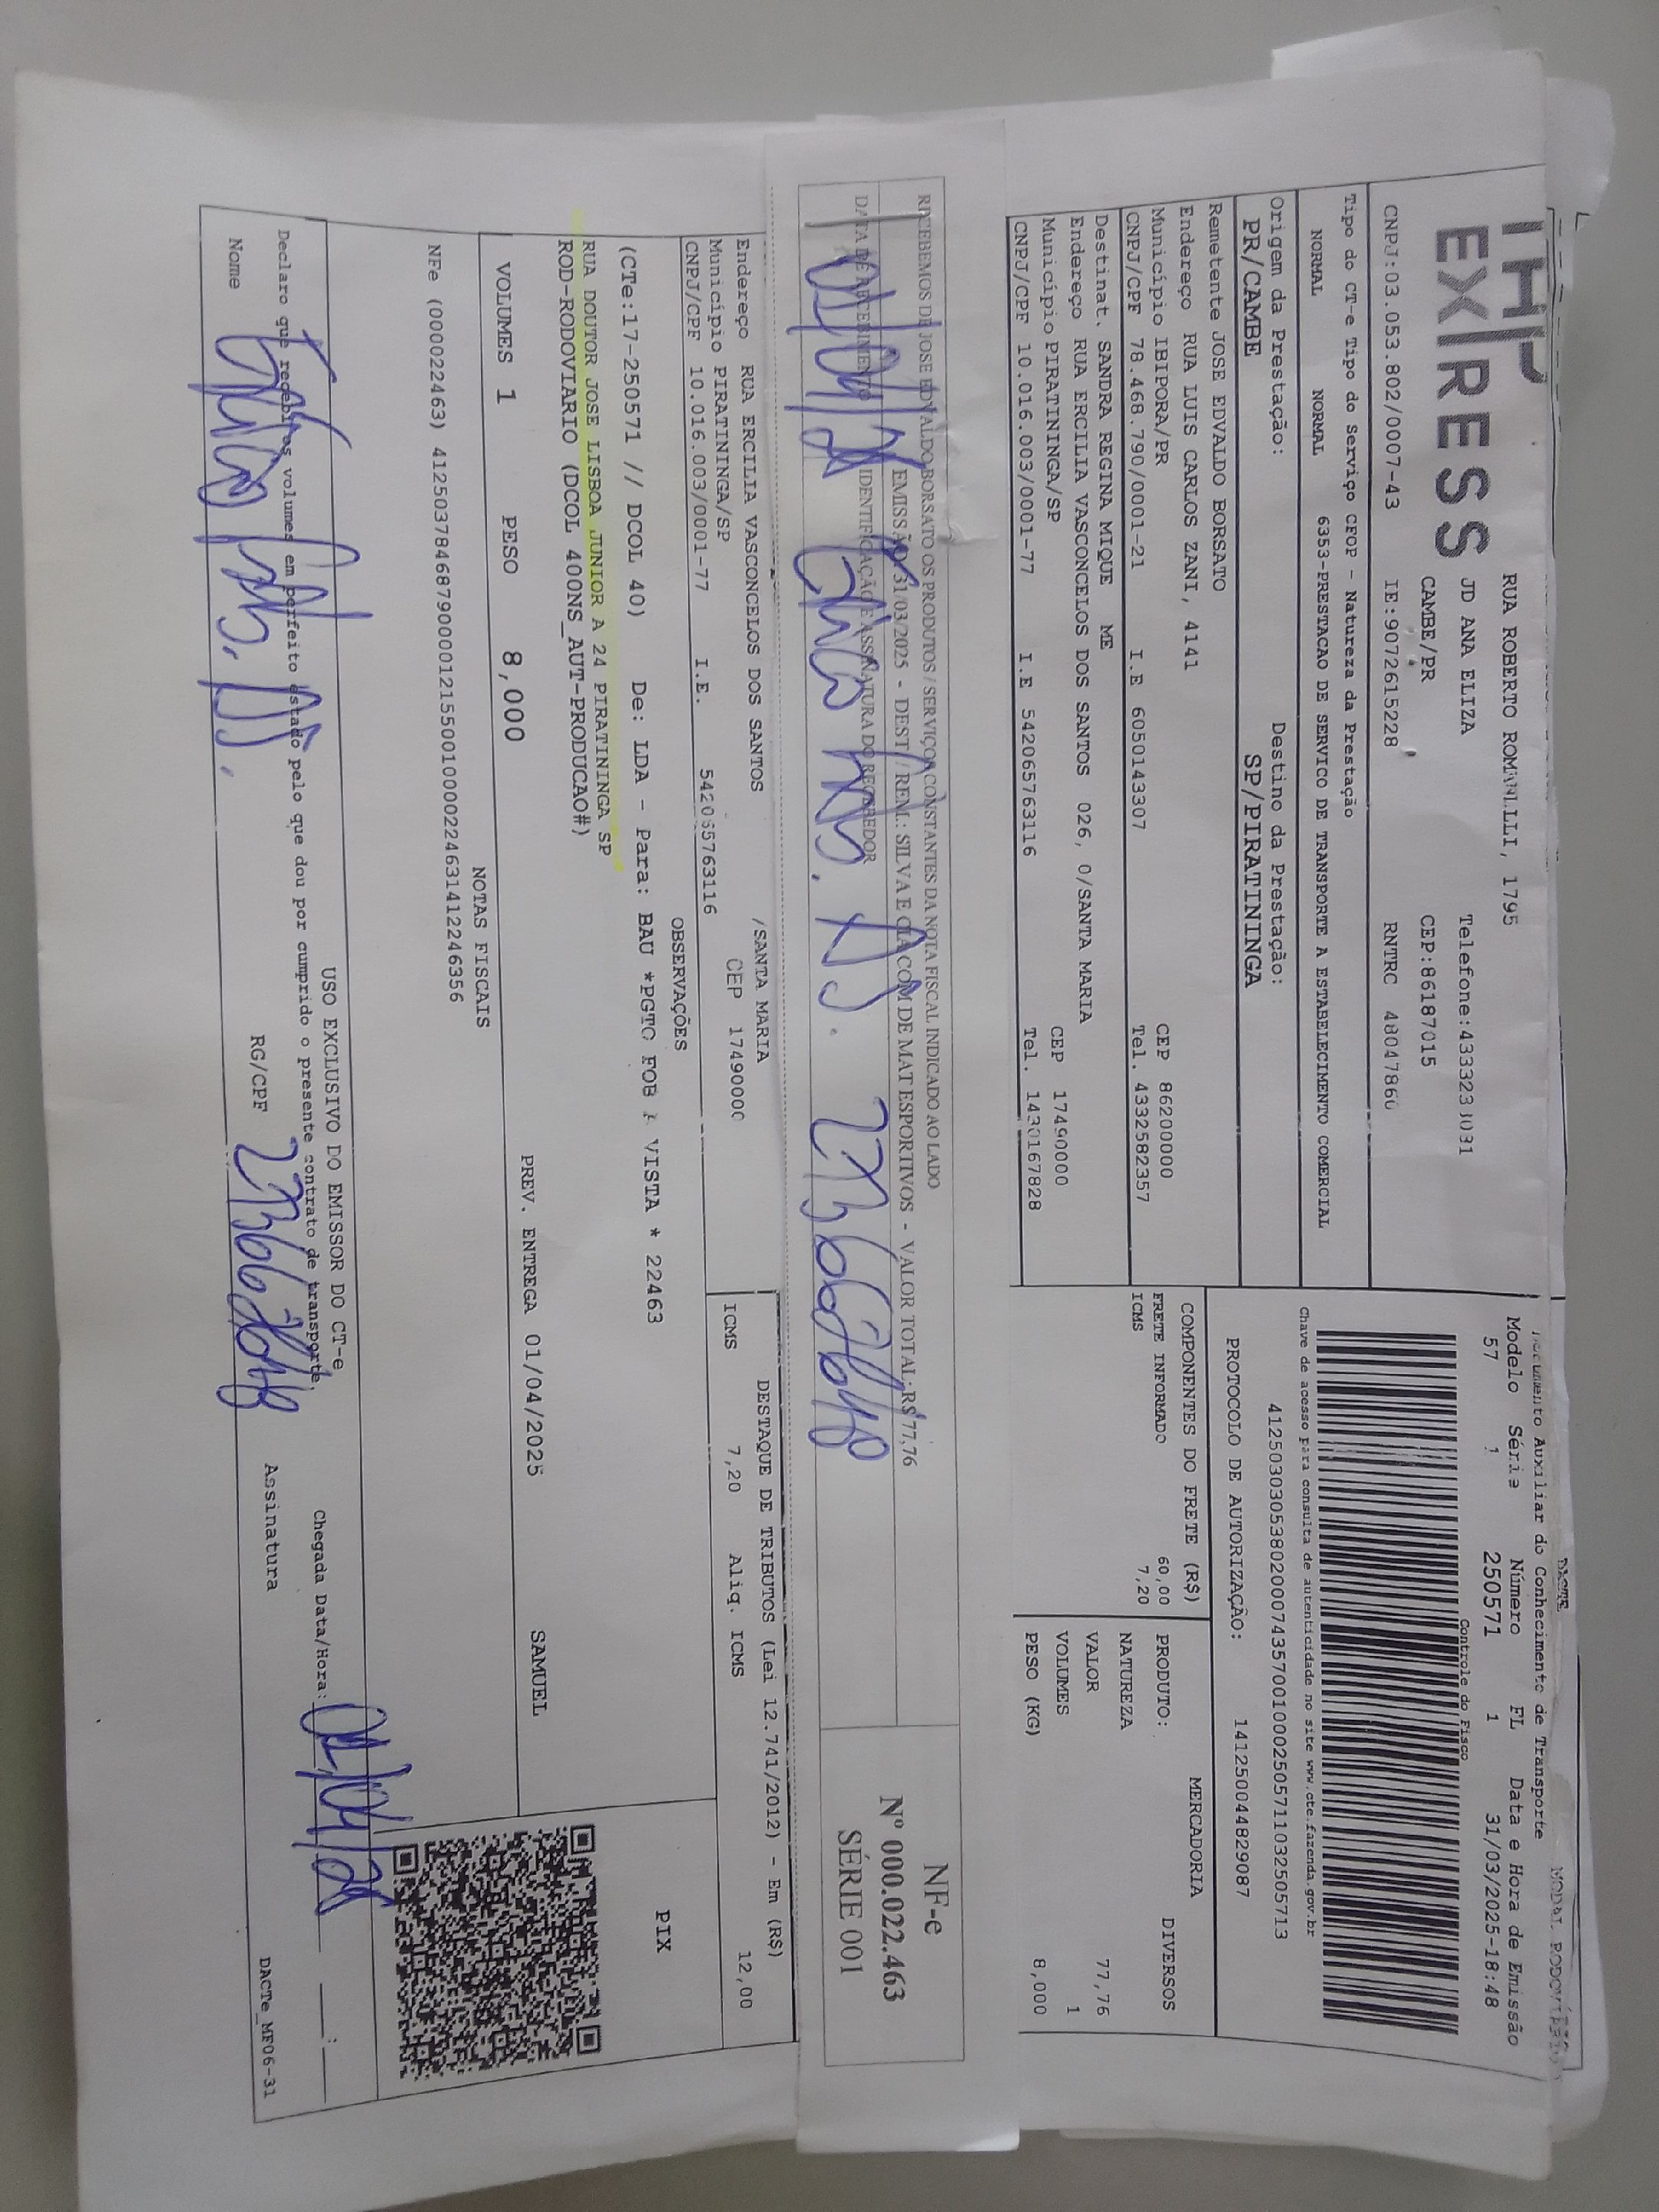 DACTE
MODAL RODOVIÁRIO
Documento Auxiliar do Conhecimento de Transporte
EXPRESS
RUA ROBERTO ROMANLLI, 1795
JD ANA ELIZA
Telefone:43332
CAMBE/PR
CEP:86187015
CNPJ:03.053.802/0007-43
IE:9072615228
RNTRC 4804786
Modelo Série Número FL Data e Hora de Emissão
57 1 250571 1 31/03/2025-18:48
Controle do Fisco
Chave de acesso para consulta de autenticidade no site www.cte.fazenda.gov.br
41250303053802000743570010002505711032505713
PROTOCOLO DE AUTORIZAÇÃO: 141250044829087
Tipo do CT-e Tipo do Serviço CFOP - Natureza da Prestação
NORMAL NORMAL 6353-PRESTACAO DE SERVICO DE TRANSPORTE A ESTABELECIMENTO COMERCIAL
Origem da Prestação: Destino da Prestação:
PR/CAMBE SP/PIRATININGA
Remetente JOSE EDVALDO BORSATO
Endereço RUA LUIS CARLOS ZANI, 4141
Município IBIPORA/PR CEP 86200000
CNPJ/CPF 78.468.790/0001-21 I.E 6050143307 Tel. 4332582357
Destinat. SANDRA REGINA MIQUE ME
Endereço RUA ERCILIA VASCONCELOS DOS SANTOS 026, 0/SANTA MARIA
Município PIRATININGA/SP CEP 17490000
CNPJ/CPF 10.016.003/0001-77 I.E 542065763116 Tel. 1430167828
COMPONENTES DO FRETE (R$)
FRETE INFORMADO 60,00
ICMS 7,20
MERCADORIA
PRODUTO: DIVERSOS
NATUREZA
VALOR 77,76
VOLUMES 1
PESO (KG) 8,000
RECEBEMOS DE JOSE EDVALDO BORSATO OS PRODUTOS / SERVIÇOS CONSTANTES DA NOTA FISCAL INDICADO AO LADO
EMISSÃO: 31/03/2025 - DEST / REM.: SILVA E CIA COM DE MAT ESPORTIVOS - VALOR TOTAL: R$ 77,76
DATA DE RECEBIMENTO
IDENTIFICAÇÃO E ASSINATURA DO RECEBEDOR
NF-e
Nº 000.022.463
SÉRIE 001
Endereço RUA ERCILIA VASCONCELOS DOS SANTOS /SANTA MARIA
Município PIRATININGA/SP CEP 17490000
CNPJ/CPF 10.016.003/0001-77 I.E. 542065763116
DESTAQUE DE TRIBUTOS (Lei 12.741/2012) - Em (R$)
ICMS 7,20 Aliq. ICMS 12,00
OBSERVAÇÕES
(CTe:17-250571 // DCOL 40) De: LDA - Para: BAU *PGTO FOB A VISTA * 22463
RUA DOUTOR JOSE LISBOA JUNIOR A 24 PIRATININGA SP
ROD-RODOVIARIO (DCOL 400NS_AUT-PRODUCAO#)
PIX
VOLUMES 1 PESO 8,000 PREV. ENTREGA 01/04/2025 SAMUEL
NOTAS FISCAIS
NFe (000022463) 41250378468790000121550010000224631412246356
USO EXCLUSIVO DO EMISSOR DO CT-e
Declaro que recebi os volumes em perfeito estado pelo que dou por cumprido o presente contrato de transporte.
Chegada Data/Hora: 01/04/25
Nome RG/CPF Assinatura
DACTe_MF06-31